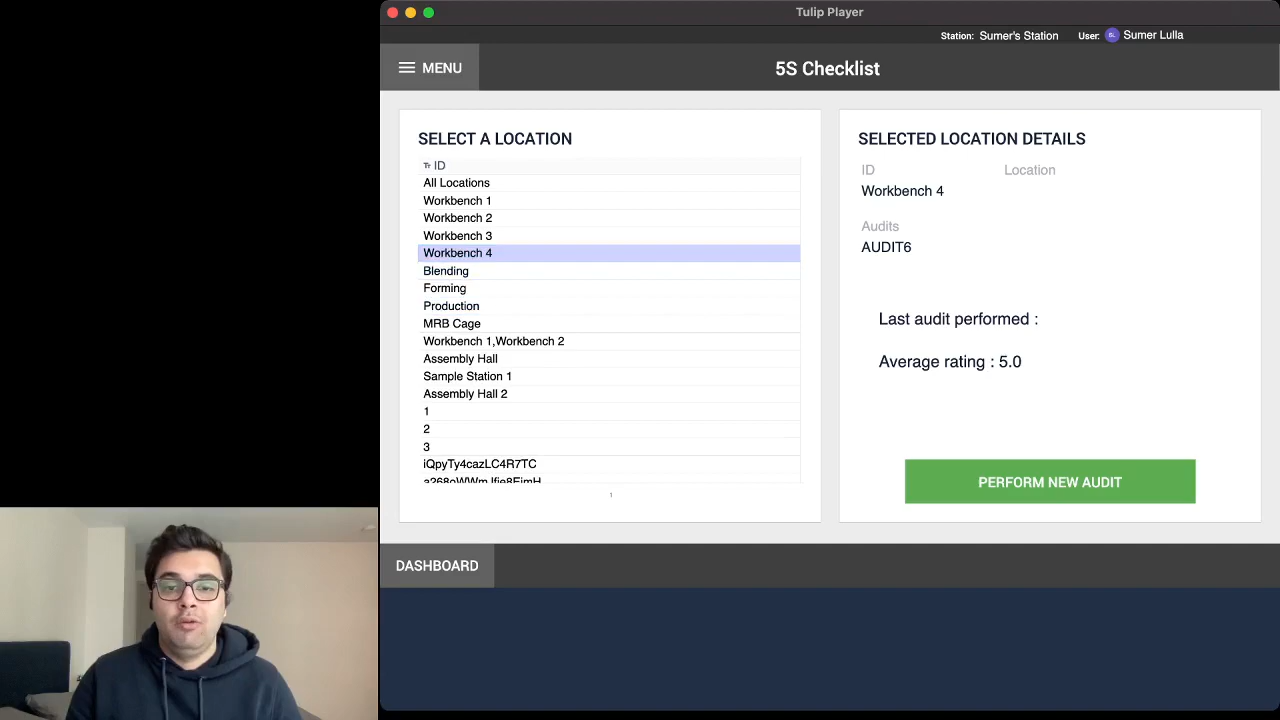 Tulip Player
Station: Sumer's Station User: BL Sumer Lulla
MENU
5S Checklist
SELECT A LOCATION
Tr ID
All Locations
Workbench 1
Workbench 2
Workbench 3
Workbench 4
Blending
Forming
Production
MRB Cage
Workbench 1,Workbench 2
Assembly Hall
Sample Station 1
Assembly Hall 2
1
2
3
iQpyTy4cazLC4R7TC
1
SELECTED LOCATION DETAILS
ID Location
Workbench 4
Audits
AUDIT6
Last audit performed :
Average rating : 5.0
PERFORM NEW AUDIT
DASHBOARD